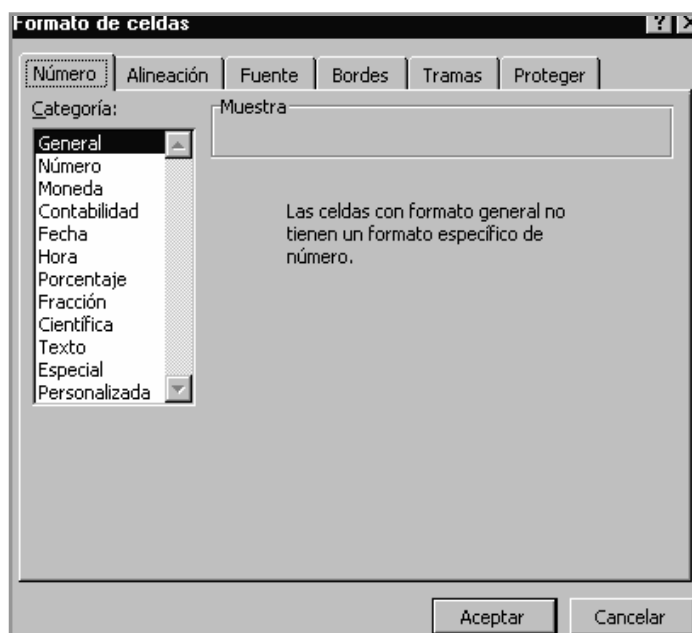 Formato de celdas
Número Alineación Fuente Bordes Tramas Proteger
Categoría:
Muestra
General
Número
Moneda
Contabilidad
Fecha
Hora
Porcentaje
Fracción
Científica
Texto
Especial
Personalizada
Las celdas con formato general no
tienen un formato específico de
número.
Aceptar Cancelar